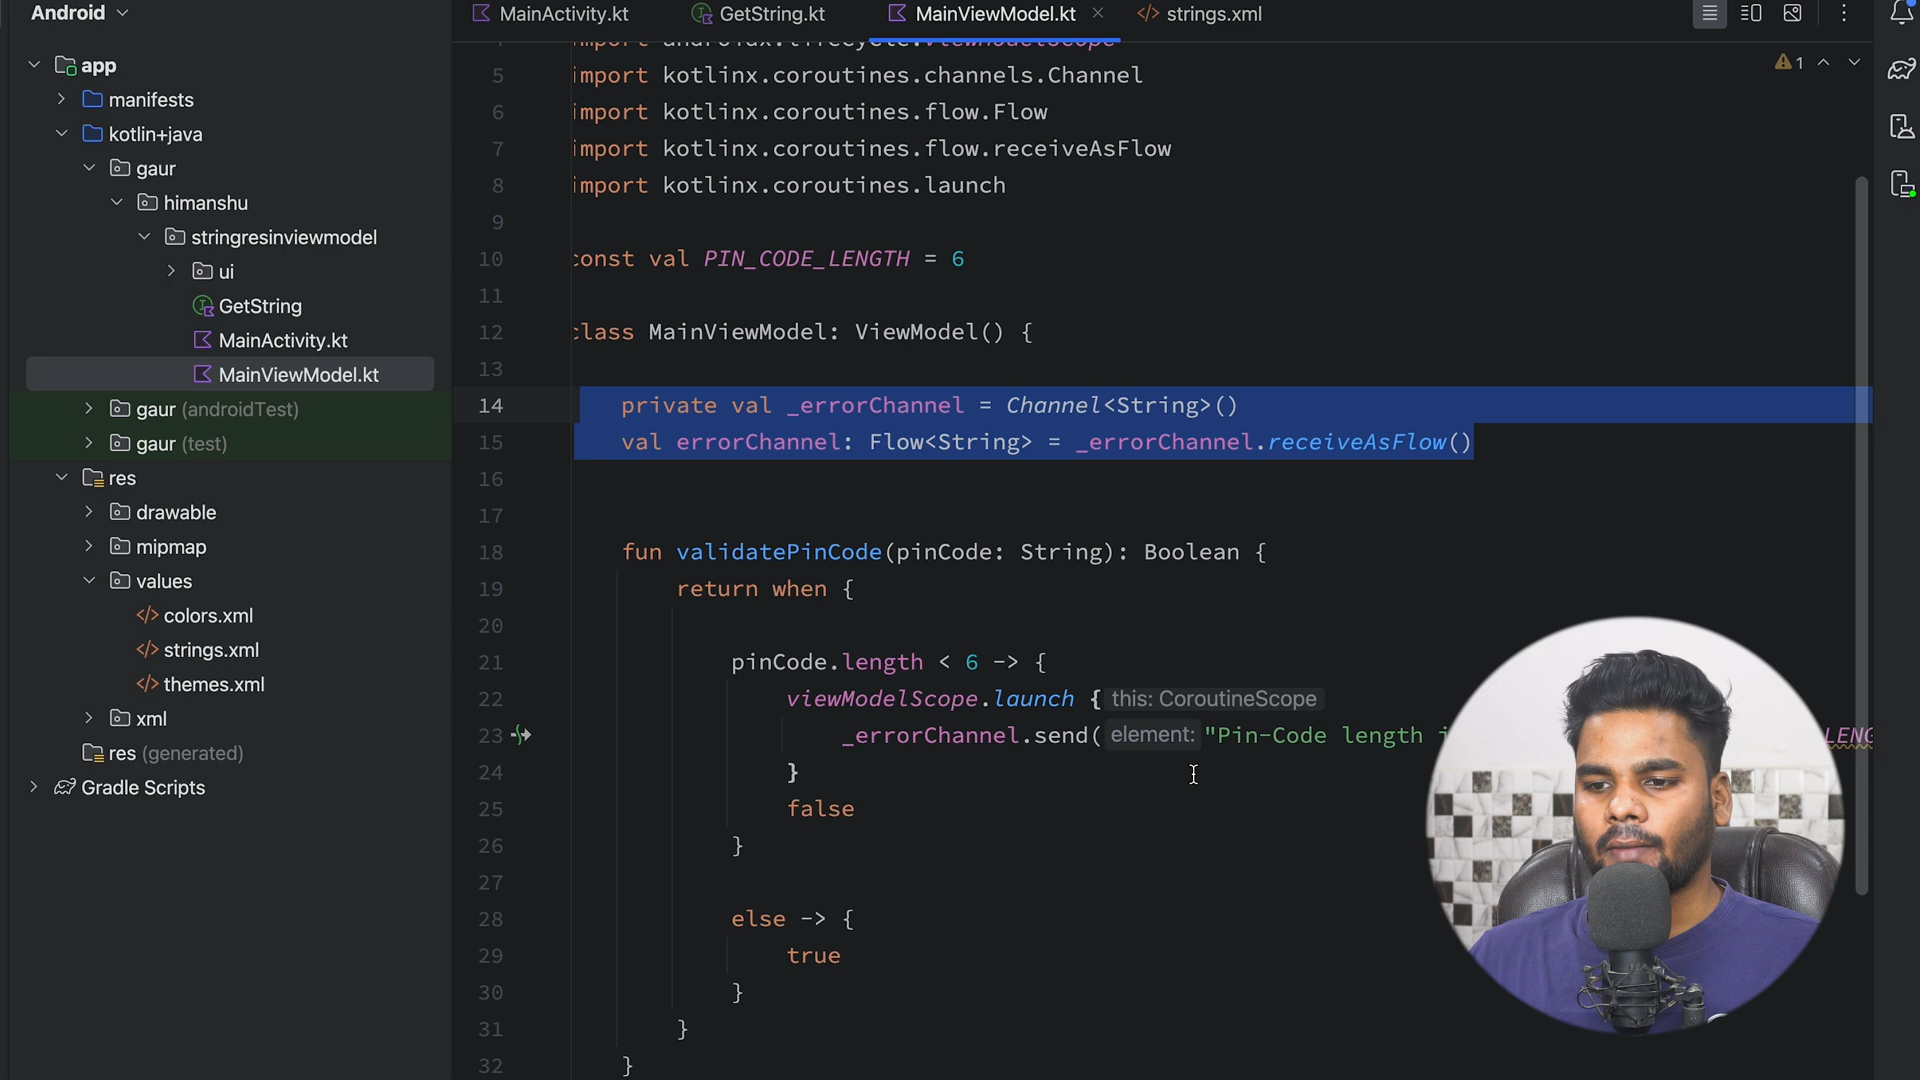 Android
MainActivity.kt
GetString.kt
MainViewModel.kt
strings.xml
app
manifests
kotlin+java
gaur
himanshu
stringresinviewmodel
ui
GetString
MainActivity.kt
MainViewModel.kt
gaur (androidTest)
gaur (test)
res
drawable
mipmap
values
colors.xml
strings.xml
themes.xml
xml
res (generated)
Gradle Scripts
1
import androidx.lifecycle.viewModelScope
5 import kotlinx.coroutines.channels.Channel
6 import kotlinx.coroutines.flow.Flow
7 import kotlinx.coroutines.flow.receiveAsFlow
8 import kotlinx.coroutines.launch
9
10 const val PIN_CODE_LENGTH = 6
11
12 class MainViewModel: ViewModel() {
13
14 private val _errorChannel = Channel<String>()
15 val errorChannel: Flow<String> = _errorChannel.receiveAsFlow()
16
17
18 fun validatePinCode(pinCode: String): Boolean {
19 return when {
20
21 pinCode.length < 6 -> {
22 viewModelScope.launch { this: CoroutineScope
23 _errorChannel.send( element: "Pin-Code length i LENG
24 }
25 false
26 }
27
28 else -> {
29 true
30 }
31 }
32 }